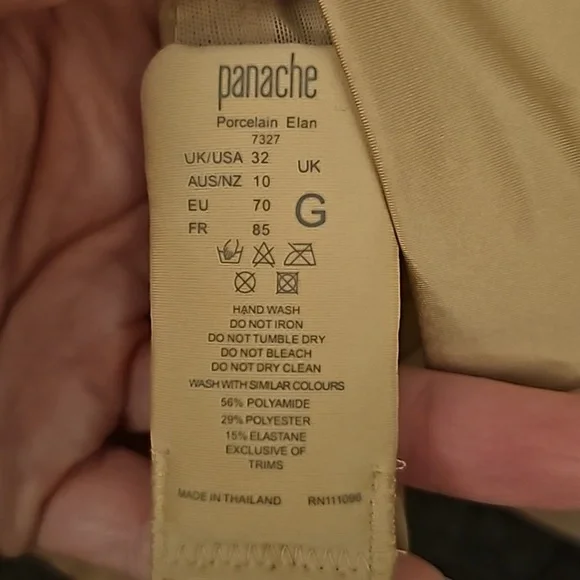 panache
Porcelain Elan
7327
UK/USA 32 UK
AUS/NZ 10
EU 70 G
FR 85
HAND WASH
DO NOT IRON
DO NOT TUMBLE DRY
DO NOT BLEACH
DO NOT DRY CLEAN
WASH WITH SIMILAR COLOURS
56% POLYAMIDE
29% POLYESTER
15% ELASTANE
EXCLUSIVE OF
TRIMS
MADE IN THAILAND